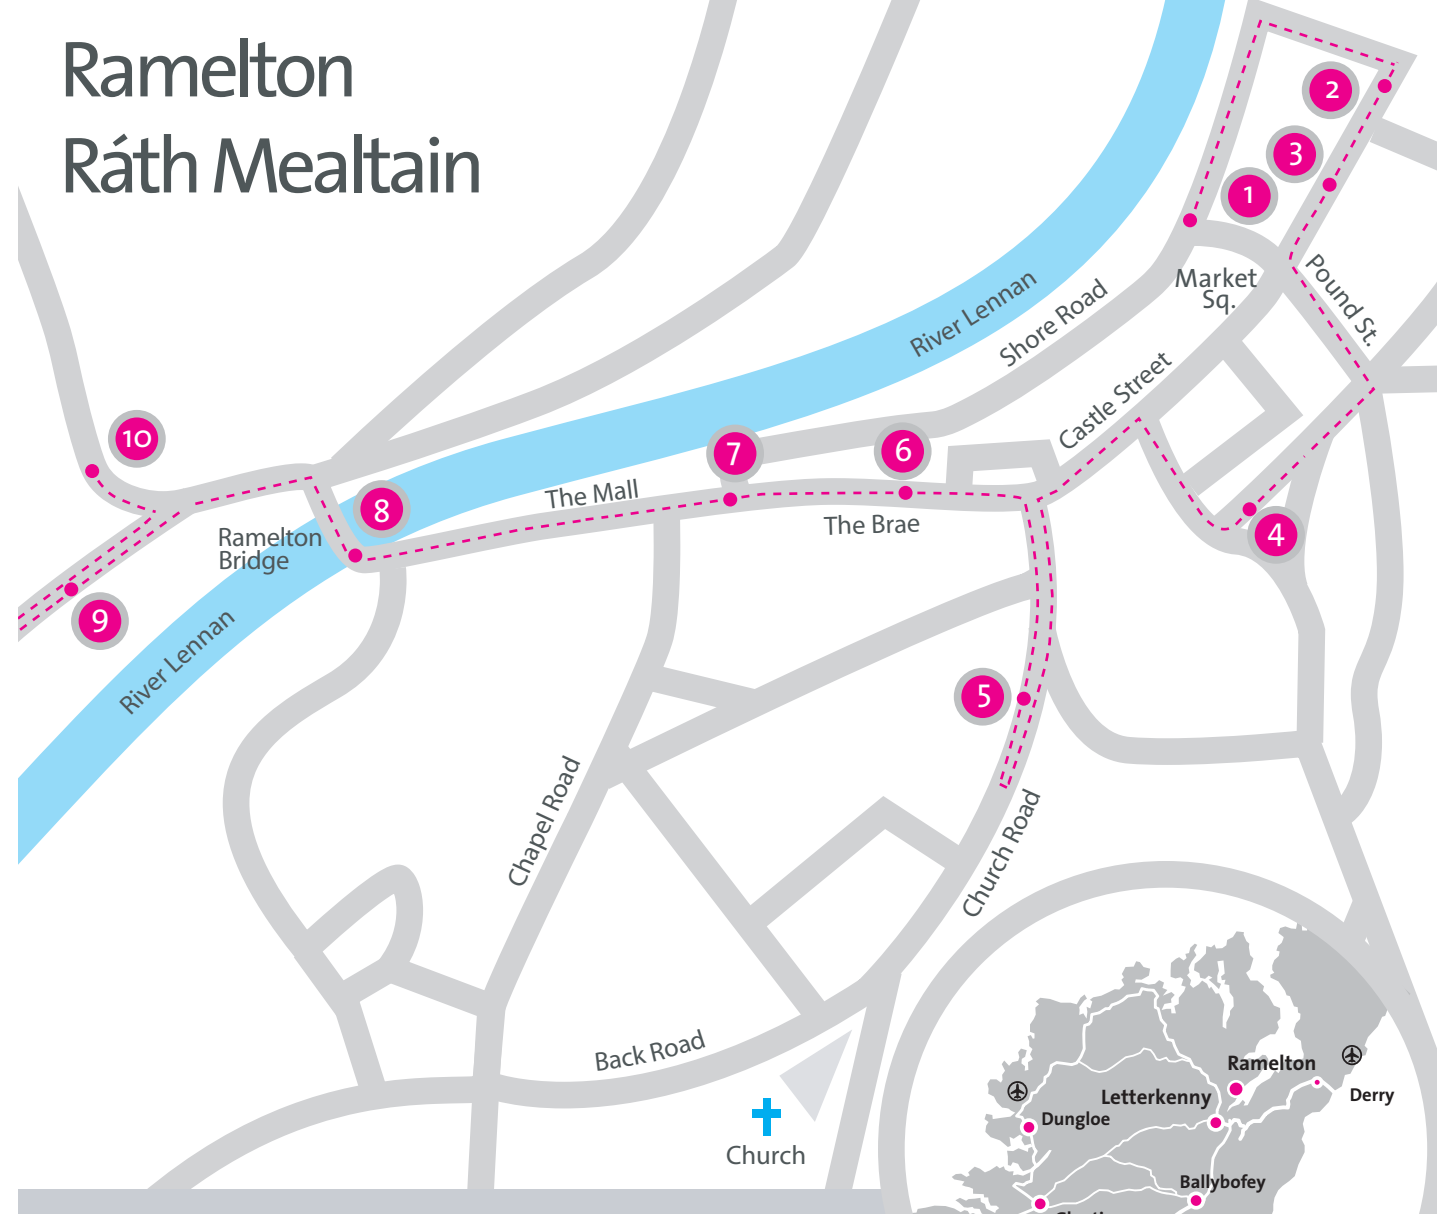 Ramelton
Ráth Mealtain
2
3
1
Market
Sq.
Pound St.
River Lennan
Shore Road
Castle Street
10
7
6
The Mall
8
The Brae
4
Ramelton
Bridge
9
River Lennan
5
Chapel Road
Church Road
Back Road
Church
Ramelton
Letterkenny
Derry
Dungloe
Ballybofey